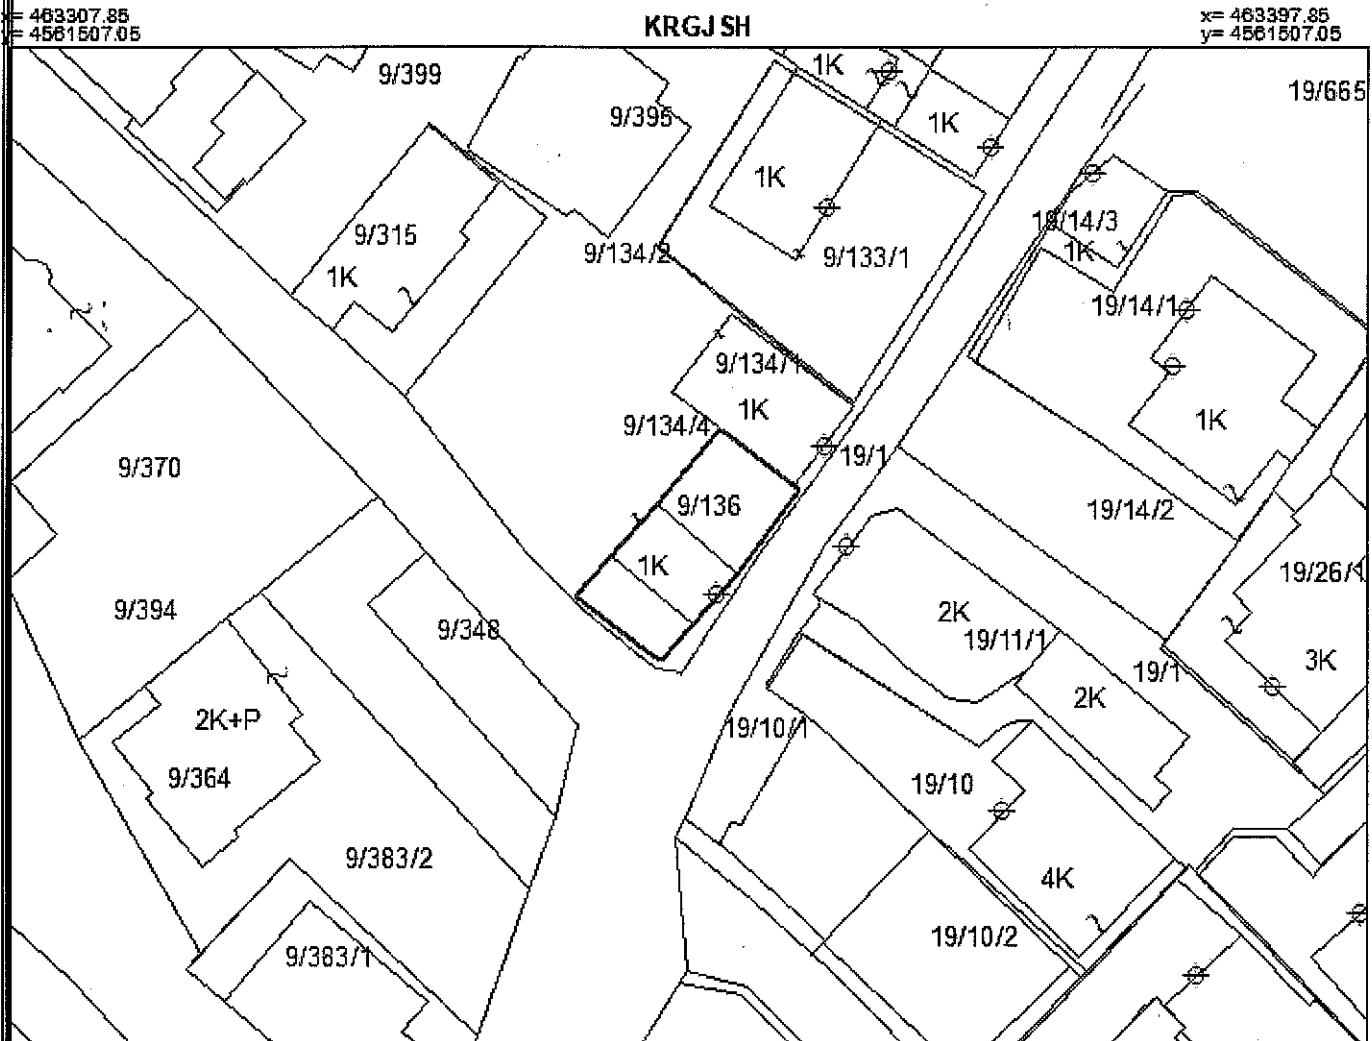 x= 463307.85
y= 4561507.05
KRGJSH
x= 463397.85
y= 4561507.05
9/399
1K
19/665
9/395
1K
1K
9/315
19/14/3
1K
9/134/2
9/133/1
1K
19/14/1
9/134/1
1K
1K
9/134/4
19/1
9/370
9/136
19/14/2
1K
19/26/1
9/394
2K
9/348
19/11/1
3K
19/1
2K
2K+P
19/10/1
9/364
19/10
9/383/2
4K
19/10/2
9/383/1